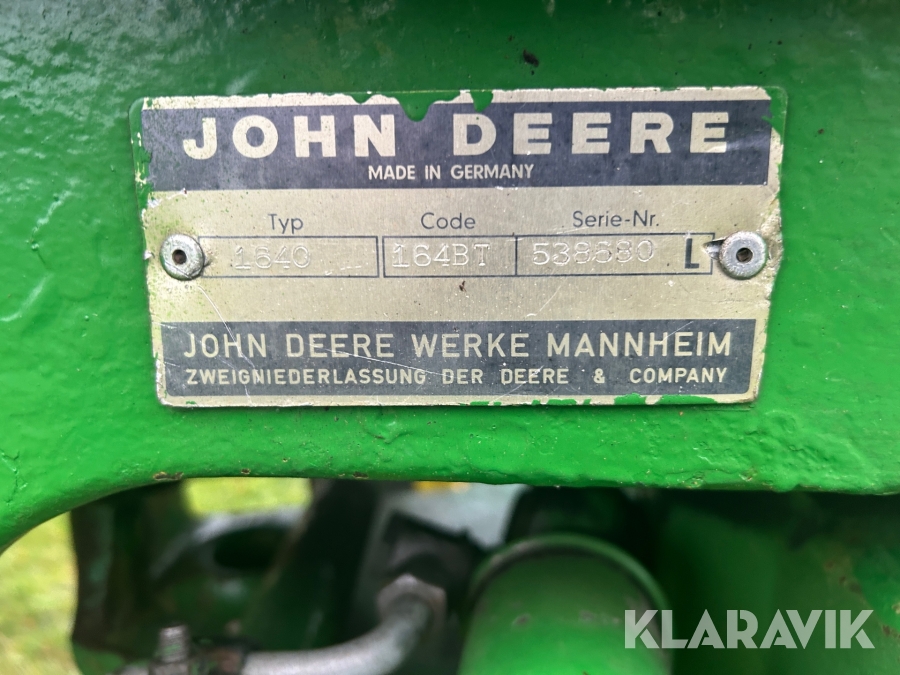 JOHN DEERE
MADE IN GERMANY
Typ Code Serie-Nr.
1640 164BT 538680 L
JOHN DEERE WERKE MANNHEIM
ZWEIGNIEDERLASSUNG DER DEERE & COMPANY
KLARAVIK